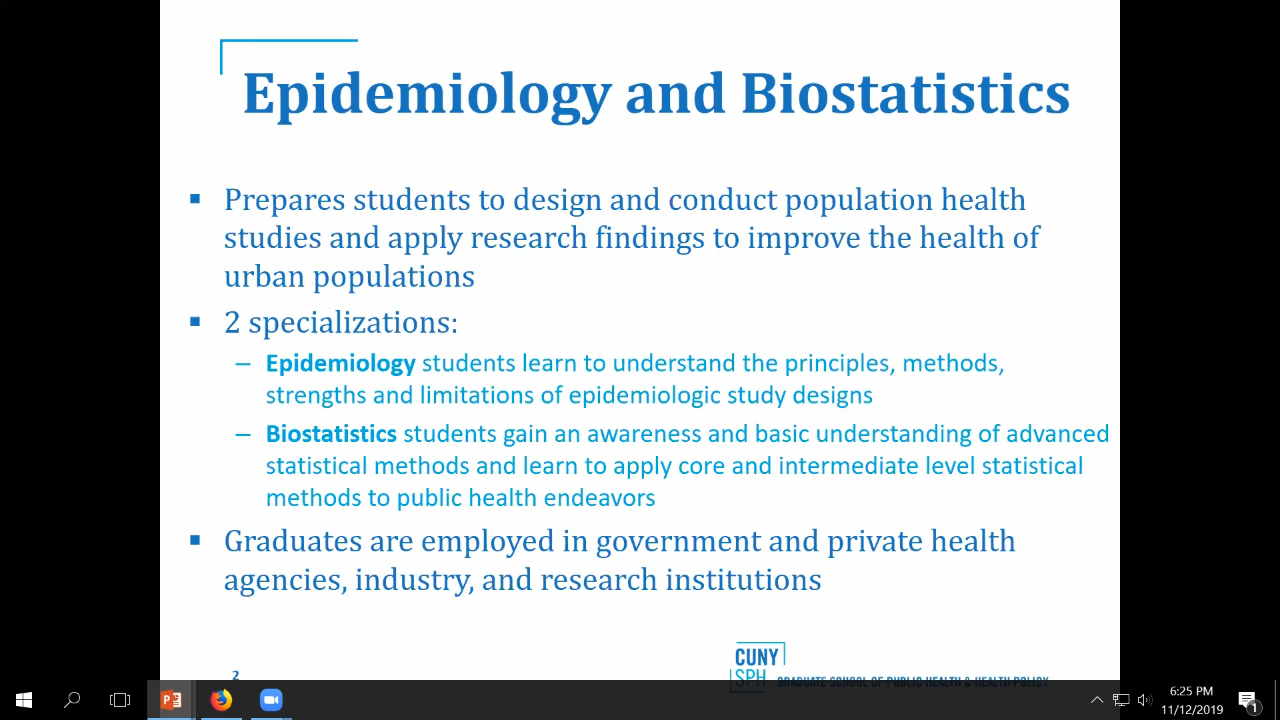 Epidemiology and Biostatistics
▪ Prepares students to design and conduct population health
studies and apply research findings to improve the health of
urban populations
▪ 2 specializations:
– Epidemiology students learn to understand the principles, methods,
strengths and limitations of epidemiologic study designs
– Biostatistics students gain an awareness and basic understanding of advanced
statistical methods and learn to apply core and intermediate level statistical
methods to public health endeavors
▪ Graduates are employed in government and private health
agencies, industry, and research institutions
2
CUNY
SPH GRADUATE SCHOOL OF PUBLIC HEALTH & HEALTH POLICY
6:25 PM
11/12/2019
1